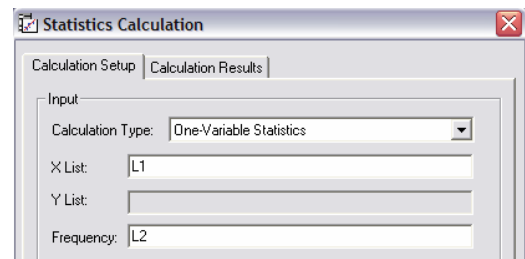 Statistics Calculation
Calculation Setup Calculation Results
Input
Calculation Type: One-Variable Statistics
X List: L1
Y List:
Frequency: L2